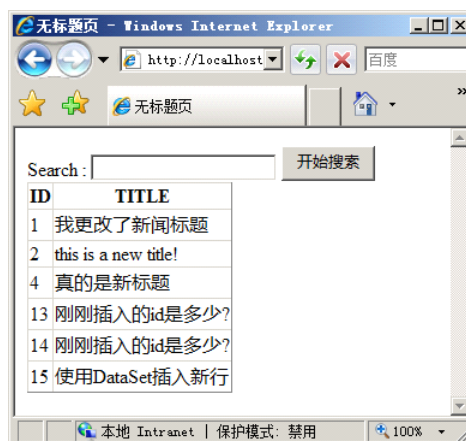 无标题页 - Windows Internet Explorer
http://localhost
百度
无标题页
»
Search : 开始搜索
ID TITLE
1 我更改了新闻标题
2 this is a new title!
4 真的是新标题
13 刚刚插入的id是多少?
14 刚刚插入的id是多少?
15 使用DataSet插入新行
本地 Intranet | 保护模式: 禁用 100%